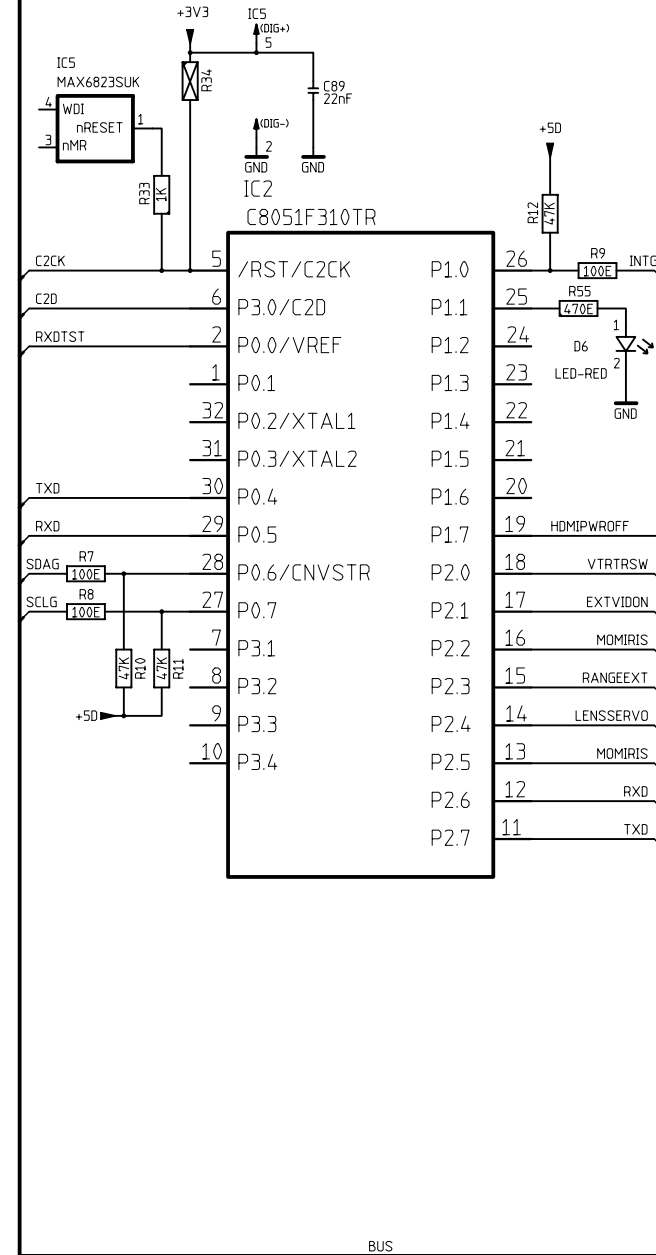 +3V3
IC5
(DIG+)
5
IC5
MAX6823SUK
R34
C89
22nF
4 WDI
nRESET 1
3 nMR
(DIG-)
2
GND GND
+5D
R33 1K
IC2
C8051F310TR
R12 47K
C2CK 5 /RST/C2CK P1.0 26 R9 100E INTG
C2D 6 P3.0/C2D P1.1 25 R55 470E
RXDTST 2 P0.0/VREF P1.2 24 D6 1
1 P0.1 P1.3 23 LED-RED 2
32 P0.2/XTAL1 P1.4 22 GND
31 P0.3/XTAL2 P1.5 21
TXD 30 P0.4 P1.6 20
RXD 29 P0.5 P1.7 19 HDMIPWROFF
SDAG R7 100E 28 P0.6/CNVSTR P2.0 18 VTRTRSW
SCLG R8 100E 27 P0.7 P2.1 17 EXTVIDON
7 P3.1 P2.2 16 MOMIRIS
47K R10 47K R11 8 P3.2 P2.3 15 RANGEEXT
+5D 9 P3.3 P2.4 14 LENSSERVO
10 P3.4 P2.5 13 MOMIRIS
P2.6 12 RXD
P2.7 11 TXD
BUS